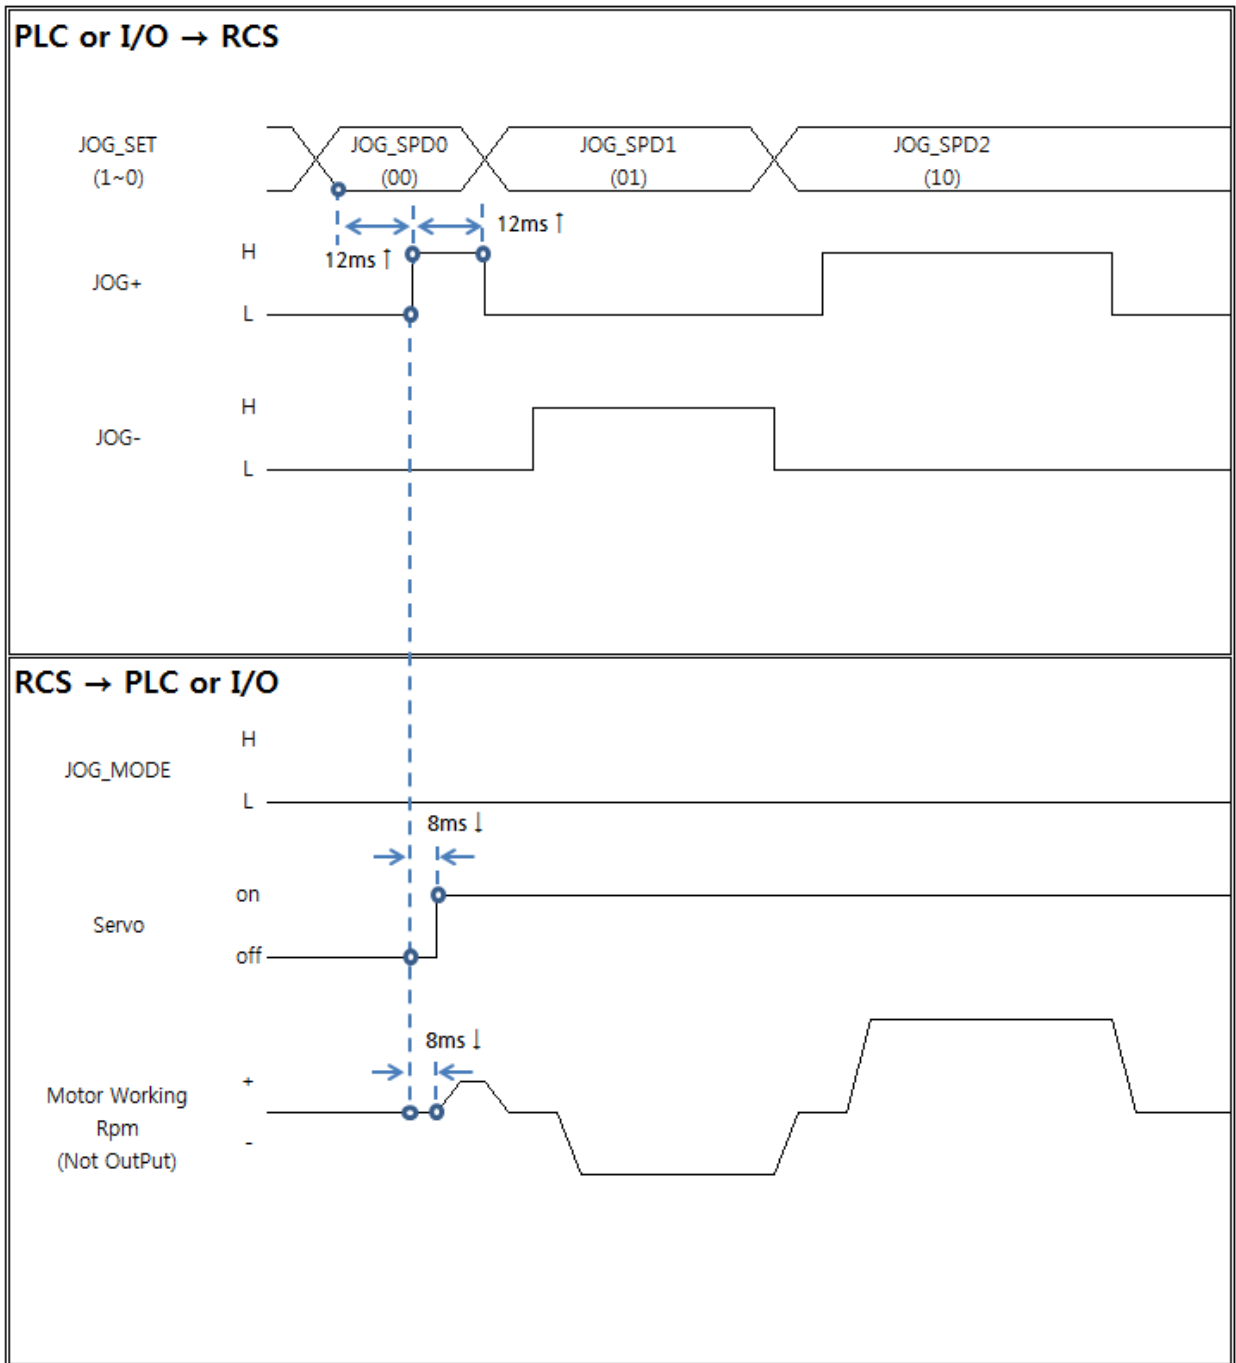 PLC or I/O → RCS
JOG_SET
(1~0)
JOG_SPD0
(00)
JOG_SPD1
(01)
JOG_SPD2
(10)
12ms↑
12ms↑
H
JOG+
L
H
JOG-
L
RCS → PLC or I/O
H
JOG_MODE
L
8ms↓
on
Servo
off
8ms↓
+
Motor Working
Rpm
(Not OutPut)
-